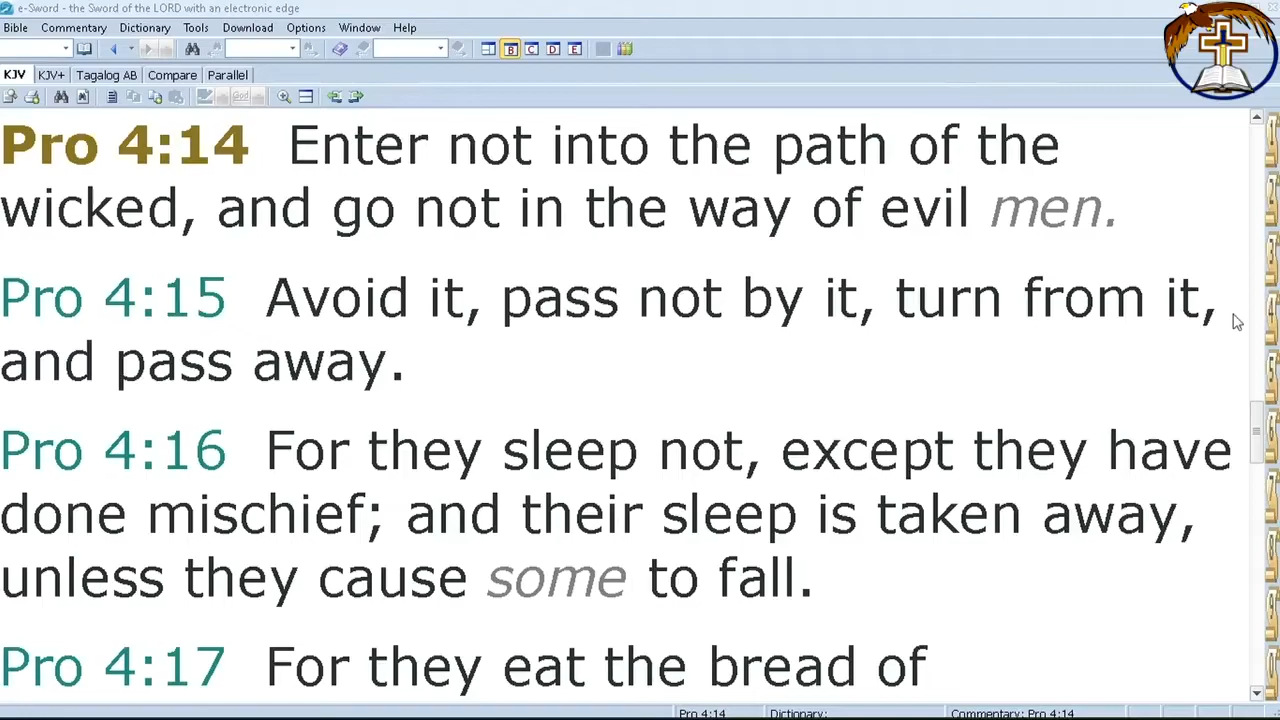 e-Sword - the Sword of the LORD with an electronic edge
Bible Commentary Dictionary Tools Download Options Window Help
B C D E
KJV KJV+ Tagalog AB Compare Parallel
God
Pro 4:14 Enter not into the path of the
wicked, and go not in the way of evil men.
Pro 4:15 Avoid it, pass not by it, turn from it,
and pass away.
Pro 4:16 For they sleep not, except they have
done mischief; and their sleep is taken away,
unless they cause some to fall.
Pro 4:17 For they eat the bread of
Pro 4:14 Dictionary: Commentary: Pro 4:14